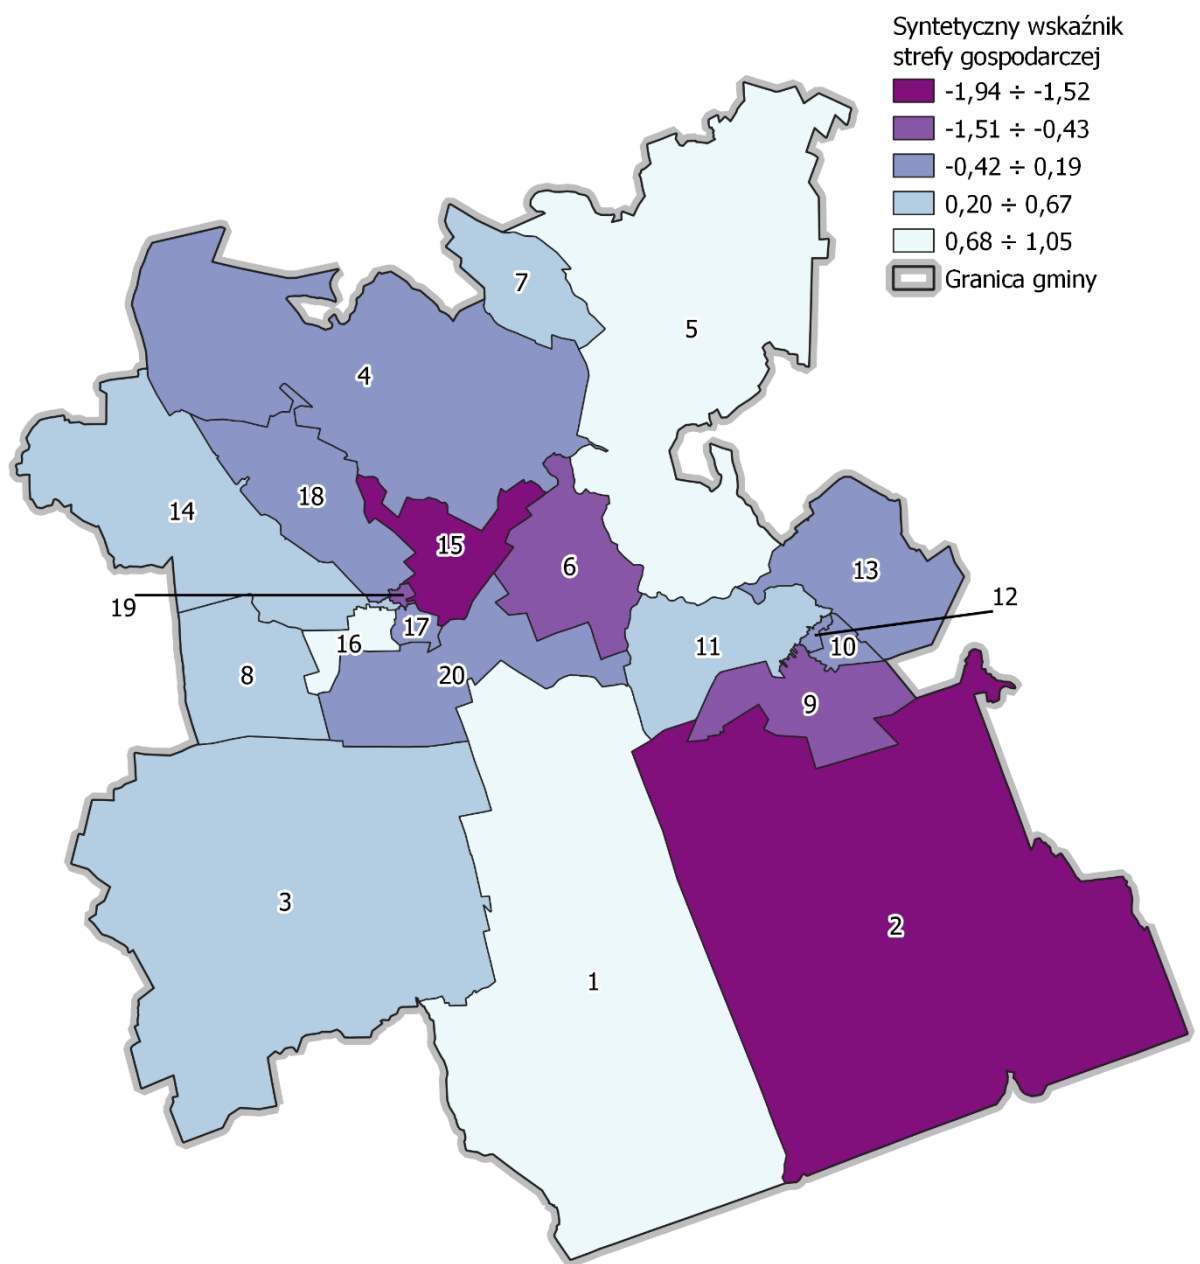 Syntetyczny wskaźnik
strefy gospodarczej
-1,94 ÷ -1,52
-1,51 ÷ -0,43
-0,42 ÷ 0,19
0,20 ÷ 0,67
0,68 ÷ 1,05
Granica gminy
7
5
4
18
14
15
6
13
19
12
17
16
11
10
8
20
9
3
2
1